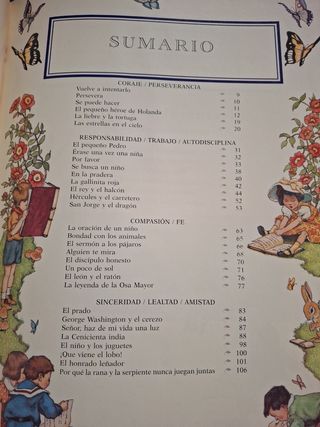 SUMARIO
CORAJE / PERSEVERANCIA
Vuelve a intentarlo 9
Persevera 10
Se puede hacer 11
El pequeño héroe de Holanda 12
La liebre y la tortuga 19
Las estrellas en el cielo 20
RESPONSABILIDAD / TRABAJO / AUTODISCIPLINA
El pequeño Pedro 31
Érase una vez una niña 32
Por favor 33
Se busca un niño 38
En la pradera 40
La gallinita roja 42
El rey y el halcón 44
Hércules y el carretero 52
San Jorge y el dragón 53
COMPASIÓN / FE
La oración de un niño 63
Bondad con los animales 65
El sermón a los pájaros 66
Alguien te mira 68
El discípulo honesto 70
Un poco de sol 71
El león y el ratón 76
La leyenda de la Osa Mayor 77
SINCERIDAD / LEALTAD / AMISTAD
El prado 83
George Washington y el cerezo 84
Señor, haz de mi vida una luz 87
La Cenicienta india 88
El niño y los juguetes 98
¡Que viene el lobo! 100
El honrado leñador 101
Por qué la rana y la serpiente nunca juegan juntas 106